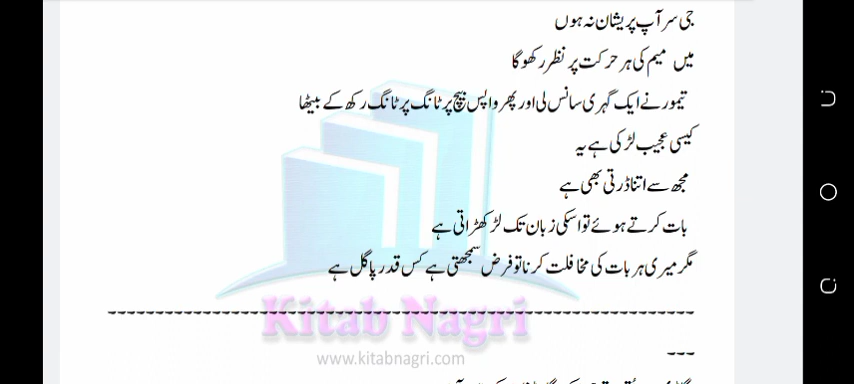 جی سر آپ پریشان نہ ہوں
میں میم کی ہر حرکت پر نظر رکھو گا
تیمور نے ایک گہری سانس لی اور پھر واپس بیچ پر ٹانگ پر ٹانگ رکھ کے بیٹھا
کیسی عجیب لڑکی ہے یہ
مجھ سے اتنا ڈرتی بھی ہے
بات کرتے ہوئے تو اسکی زبان تک لڑکھڑاتی ہے
مگر میری ہر بات کی مخافلت کرنا تو فرض سمجھتی ہے کس قدر پاگل ہے
Kitab Nagri
www.kitabnagri.com